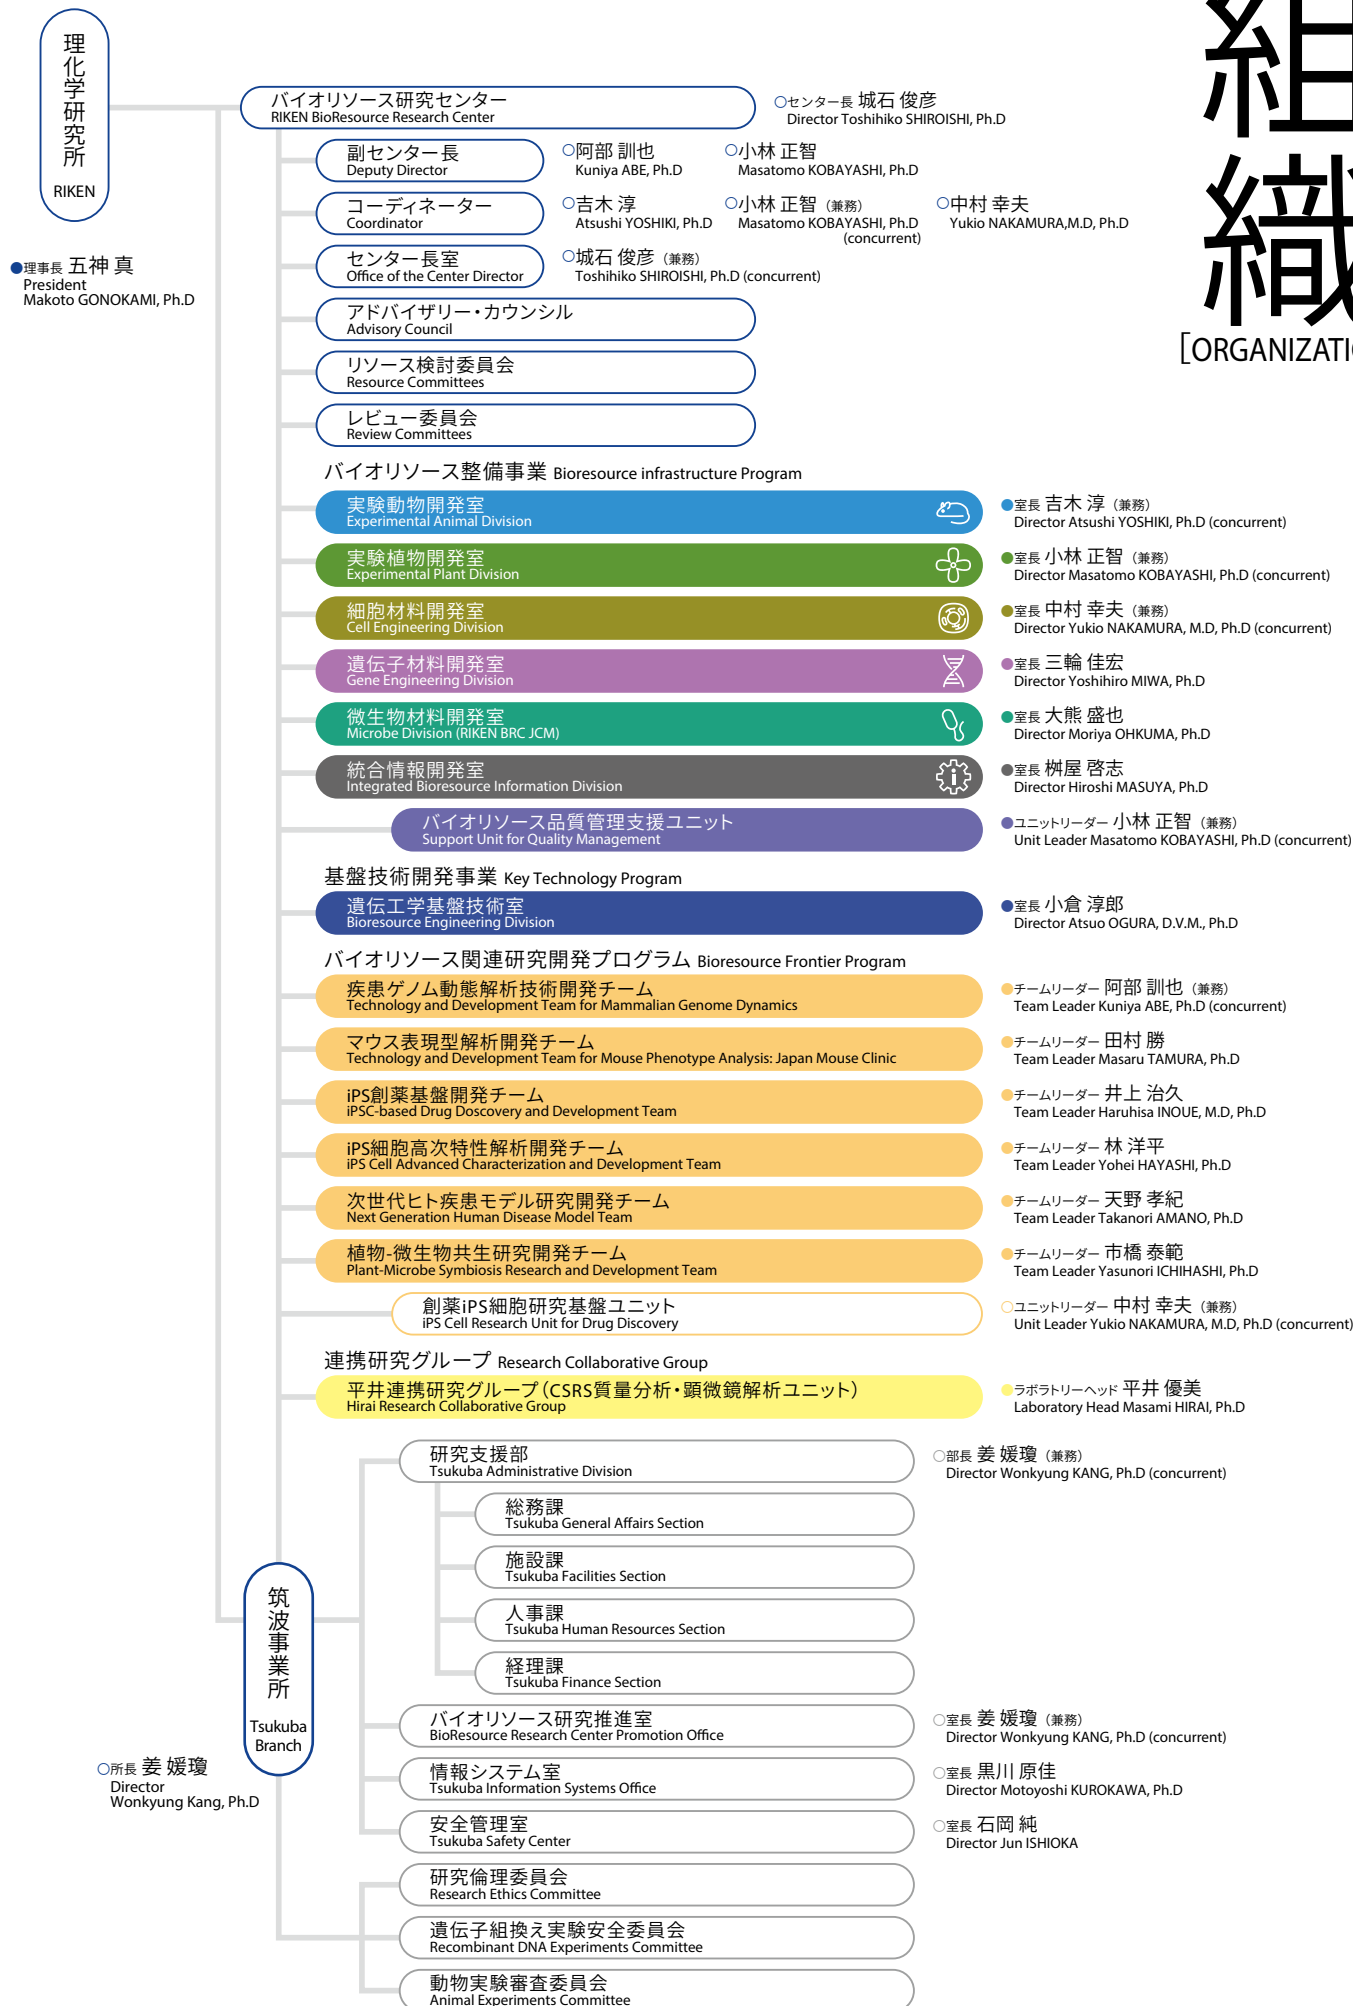 組織
[ORGANIZATI
理化学研究所
RIKEN
●理事長 五神 真
President
Makoto GONOKAMI, Ph.D
バイオリソース研究センター
RIKEN BioResource Research Center
○センター長 城石 俊彦
Director Toshihiko SHIROISHI, Ph.D
副センター長
Deputy Director
○阿部 訓也
Kuniya ABE, Ph.D
○小林 正智
Masatomo KOBAYASHI, Ph.D
コーディネーター
Coordinator
○吉木 淳
Atsushi YOSHIKI, Ph.D
○小林 正智（兼務）
Masatomo KOBAYASHI, Ph.D
(concurrent)
○中村 幸夫
Yukio NAKAMURA,M.D, Ph.D
センター長室
Office of the Center Director
○城石 俊彦（兼務）
Toshihiko SHIROISHI, Ph.D (concurrent)
アドバイザリー・カウンシル
Advisory Council
リソース検討委員会
Resource Committees
レビュー委員会
Review Committees
バイオリソース整備事業 Bioresource infrastructure Program
実験動物開発室
Experimental Animal Division
●室長 吉木 淳（兼務）
Director Atsushi YOSHIKI, Ph.D (concurrent)
実験植物開発室
Experimental Plant Division
●室長 小林 正智（兼務）
Director Masatomo KOBAYASHI, Ph.D (concurrent)
細胞材料開発室
Cell Engineering Division
●室長 中村 幸夫（兼務）
Director Yukio NAKAMURA, M.D, Ph.D (concurrent)
遺伝子材料開発室
Gene Engineering Division
●室長 三輪 佳宏
Director Yoshihiro MIWA, Ph.D
微生物材料開発室
Microbe Division (RIKEN BRC JCM)
●室長 大熊 盛也
Director Moriya OHKUMA, Ph.D
統合情報開発室
Integrated Bioresource Information Division
●室長 桝屋 啓志
Director Hiroshi MASUYA, Ph.D
バイオリソース品質管理支援ユニット
Support Unit for Quality Management
●ユニットリーダー 小林 正智（兼務）
Unit Leader Masatomo KOBAYASHI, Ph.D (concurrent)
基盤技術開発事業 Key Technology Program
遺伝工学基盤技術室
Bioresource Engineering Division
●室長 小倉 淳郎
Director Atsuo OGURA, D.V.M., Ph.D
バイオリソース関連研究開発プログラム Bioresource Frontier Program
疾患ゲノム動態解析技術開発チーム
Technology and Development Team for Mammalian Genome Dynamics
●チームリーダー 阿部 訓也（兼務）
Team Leader Kuniya ABE, Ph.D (concurrent)
マウス表現型解析開発チーム
Technology and Development Team for Mouse Phenotype Analysis: Japan Mouse Clinic
●チームリーダー 田村 勝
Team Leader Masaru TAMURA, Ph.D
iPS創薬基盤開発チーム
iPSC-based Drug Doscovery and Development Team
●チームリーダー 井上 治久
Team Leader Haruhisa INOUE, M.D, Ph.D
iPS細胞高次特性解析開発チーム
iPS Cell Advanced Characterization and Development Team
●チームリーダー 林 洋平
Team Leader Yohei HAYASHI, Ph.D
次世代ヒト疾患モデル研究開発チーム
Next Generation Human Disease Model Team
●チームリーダー 天野 孝紀
Team Leader Takanori AMANO, Ph.D
植物-微生物共生研究開発チーム
Plant-Microbe Symbiosis Research and Development Team
●チームリーダー 市橋 泰範
Team Leader Yasunori ICHIHASHI, Ph.D
創薬iPS細胞研究基盤ユニット
iPS Cell Research Unit for Drug Discovery
○ユニットリーダー 中村 幸夫（兼務）
Unit Leader Yukio NAKAMURA, M.D, Ph.D (concurrent)
連携研究グループ Research Collaborative Group
平井連携研究グループ（CSRS質量分析・顕微鏡解析ユニット）
Hirai Research Collaborative Group
●ラボラトリーヘッド 平井 優美
Laboratory Head Masami HIRAI, Ph.D
筑波事業所
Tsukuba
Branch
○所長 姜 媛瓊
Director
Wonkyung Kang, Ph.D
研究支援部
Tsukuba Administrative Division
○部長 姜 媛瓊（兼務）
Director Wonkyung KANG, Ph.D (concurrent)
総務課
Tsukuba General Affairs Section
施設課
Tsukuba Facilities Section
人事課
Tsukuba Human Resources Section
経理課
Tsukuba Finance Section
バイオリソース研究推進室
BioResource Research Center Promotion Office
○室長 姜 媛瓊（兼務）
Director Wonkyung KANG, Ph.D (concurrent)
情報システム室
Tsukuba Information Systems Office
○室長 黒川 原佳
Director Motoyoshi KUROKAWA, Ph.D
安全管理室
Tsukuba Safety Center
○室長 石岡 純
Director Jun ISHIOKA
研究倫理委員会
Research Ethics Committee
遺伝子組換え実験安全委員会
Recombinant DNA Experiments Committee
動物実験審査委員会
Animal Experiments Committee